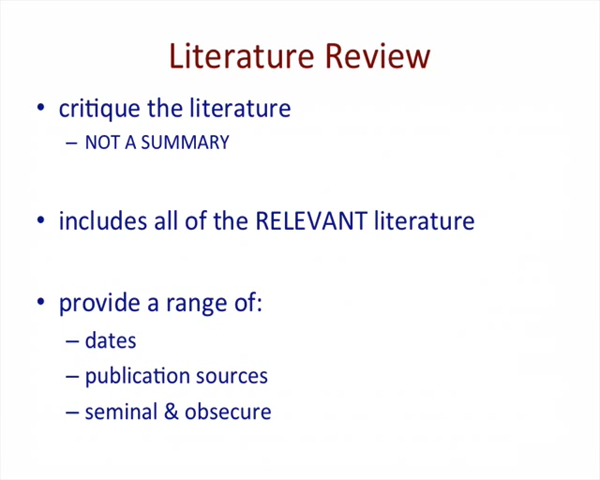 Literature Review
• critique the literature
– NOT A SUMMARY
• includes all of the RELEVANT literature
• provide a range of:
– dates
– publication sources
– seminal & obsecure